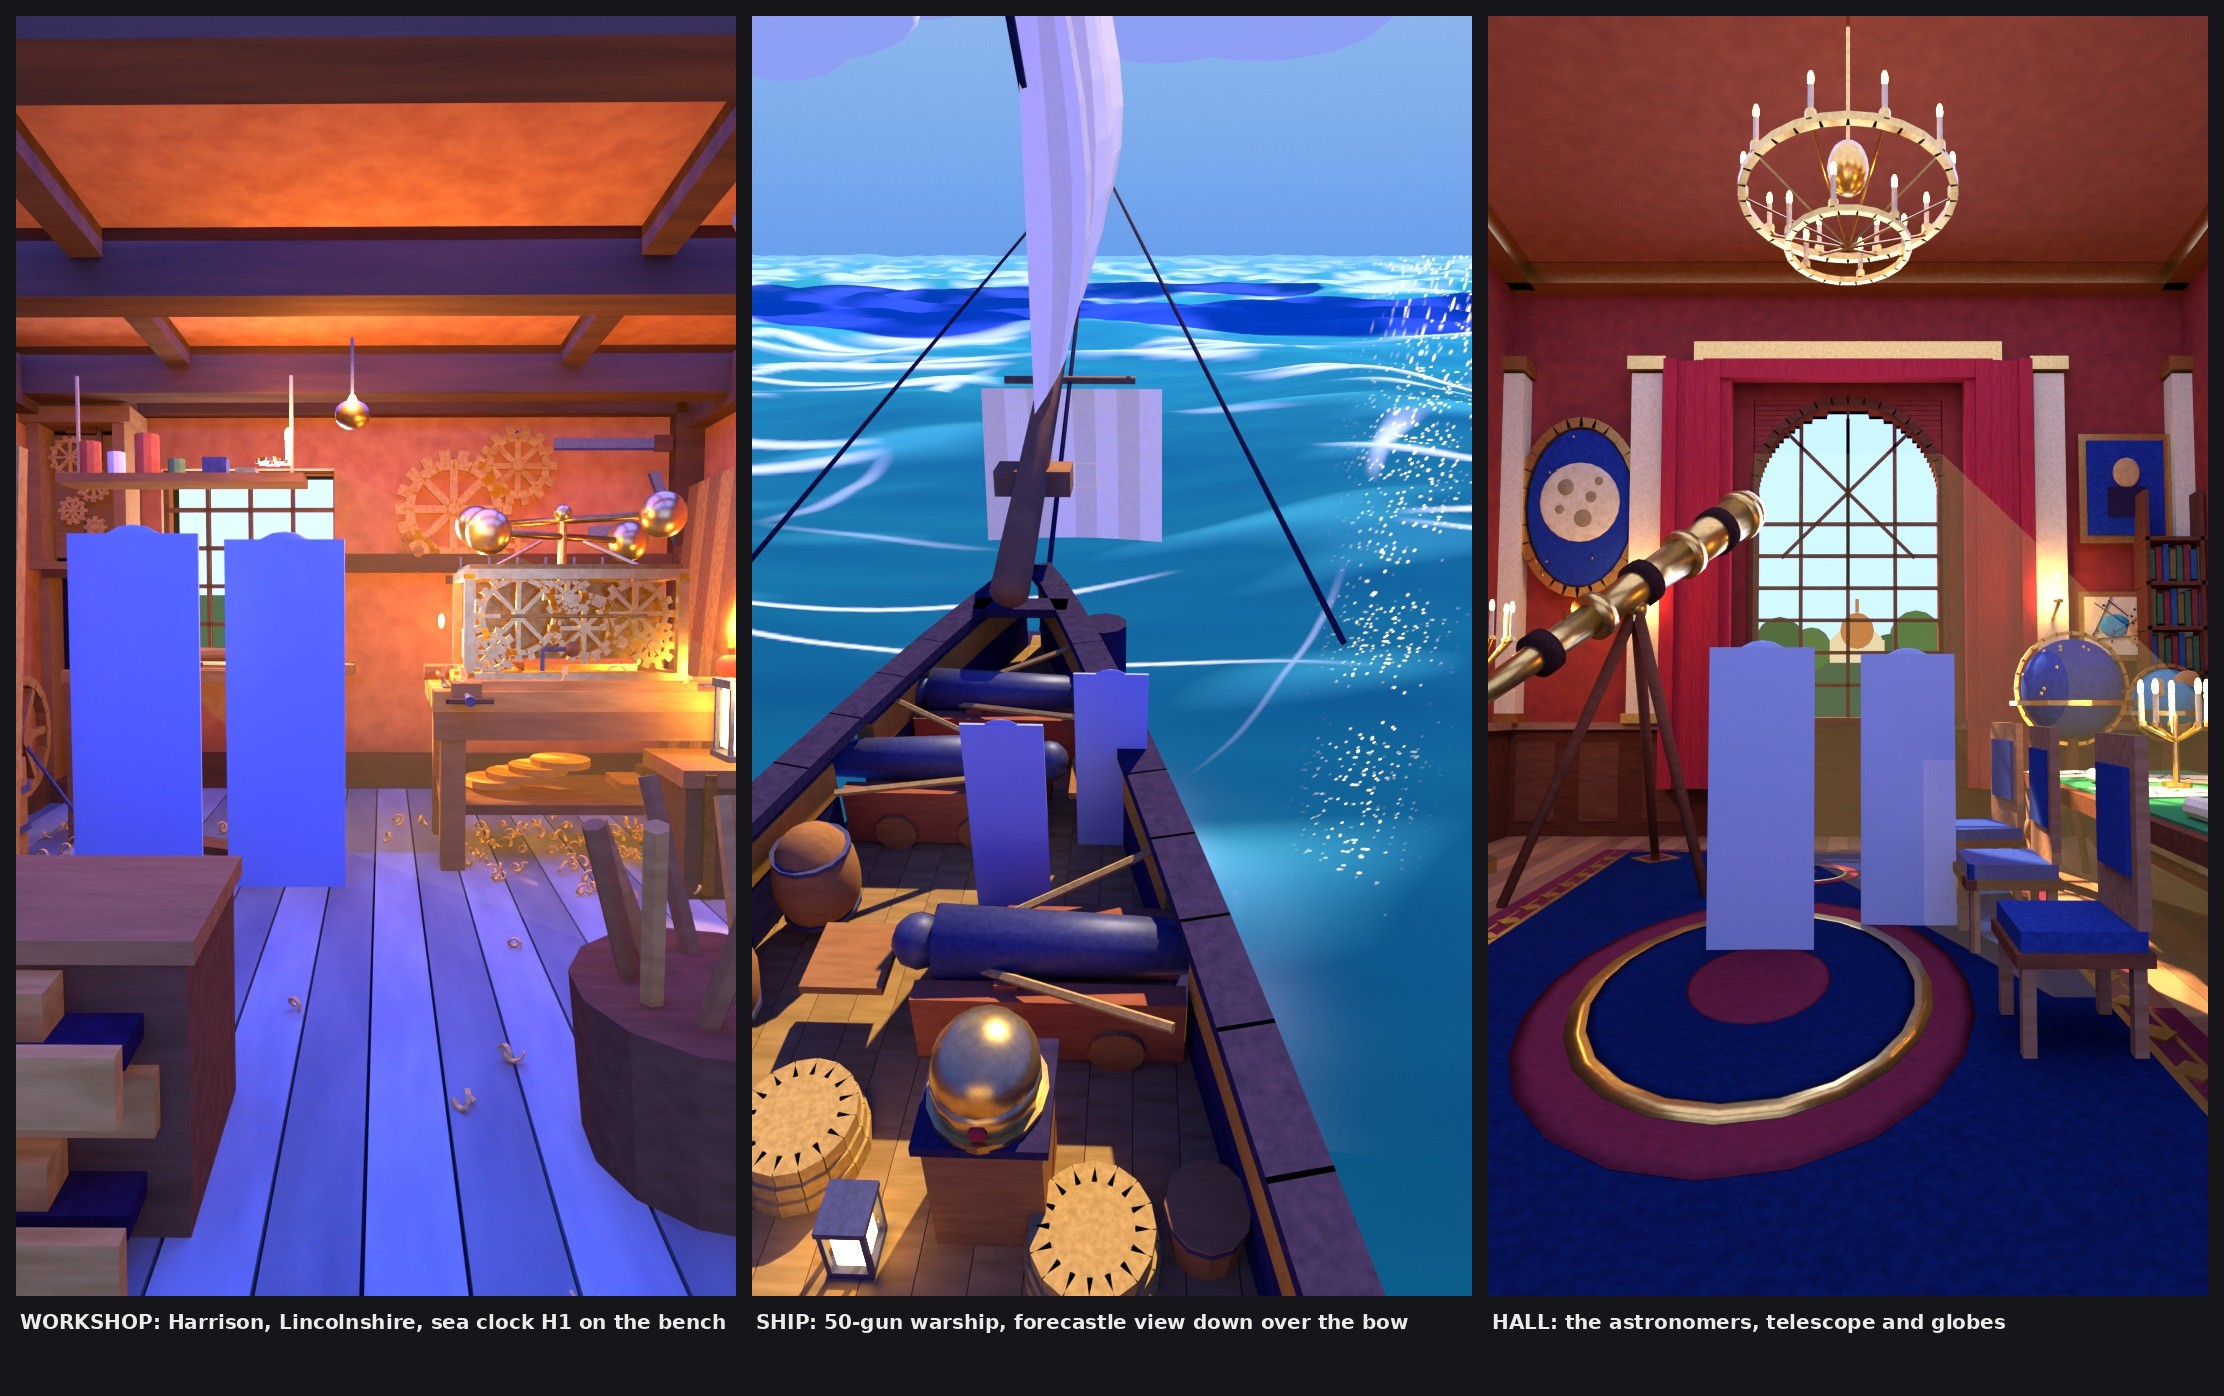 WORKSHOP: Harrison, Lincolnshire, sea clock H1 on the bench
SHIP: 50-gun warship, forecastle view down over the bow
HALL: the astronomers, telescope and globes